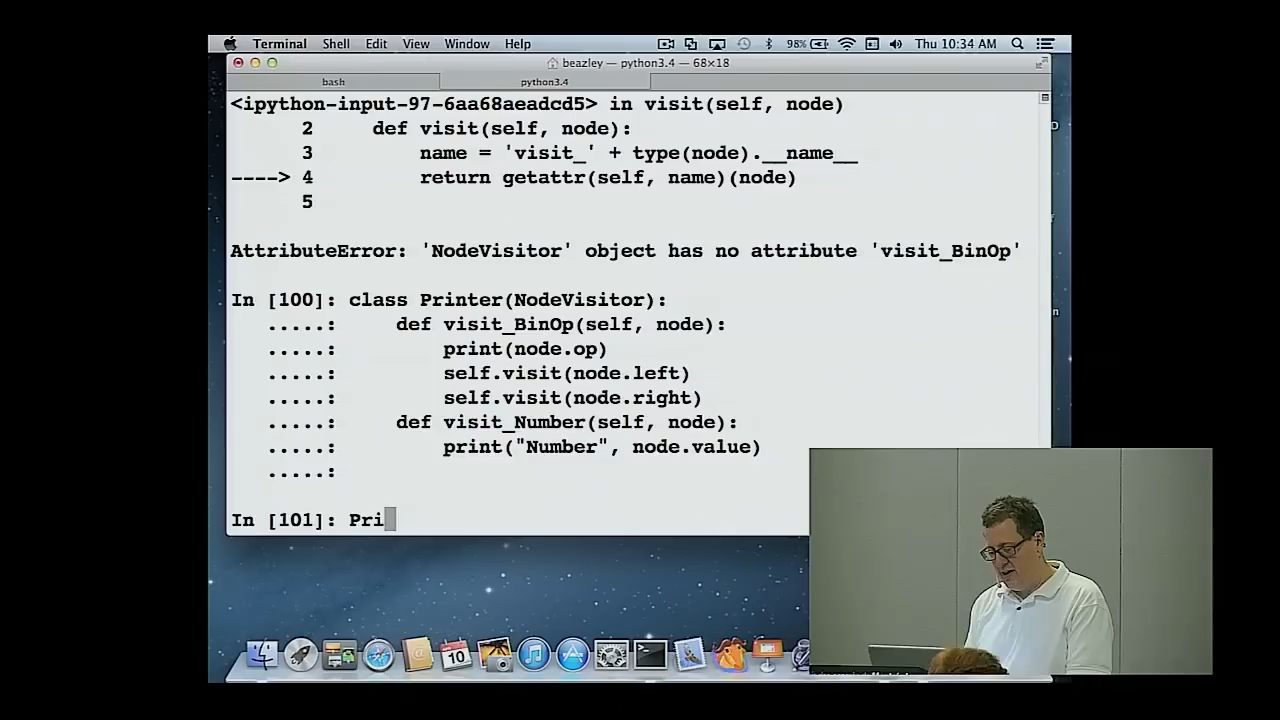 Terminal Shell Edit View Window Help 98% Thu 10:34 AM
beazley — python3.4 — 68×18
bash python3.4
<ipython-input-97-6aa68aeadcd5> in visit(self, node)
2 def visit(self, node):
3 name = 'visit_' + type(node).__name__
----> 4 return getattr(self, name)(node)
5
AttributeError: 'NodeVisitor' object has no attribute 'visit_BinOp'
In [100]: class Printer(NodeVisitor):
.....: def visit_BinOp(self, node):
.....: print(node.op)
.....: self.visit(node.left)
.....: self.visit(node.right)
.....: def visit_Number(self, node):
.....: print("Number", node.value)
.....:
In [101]: Pri
10